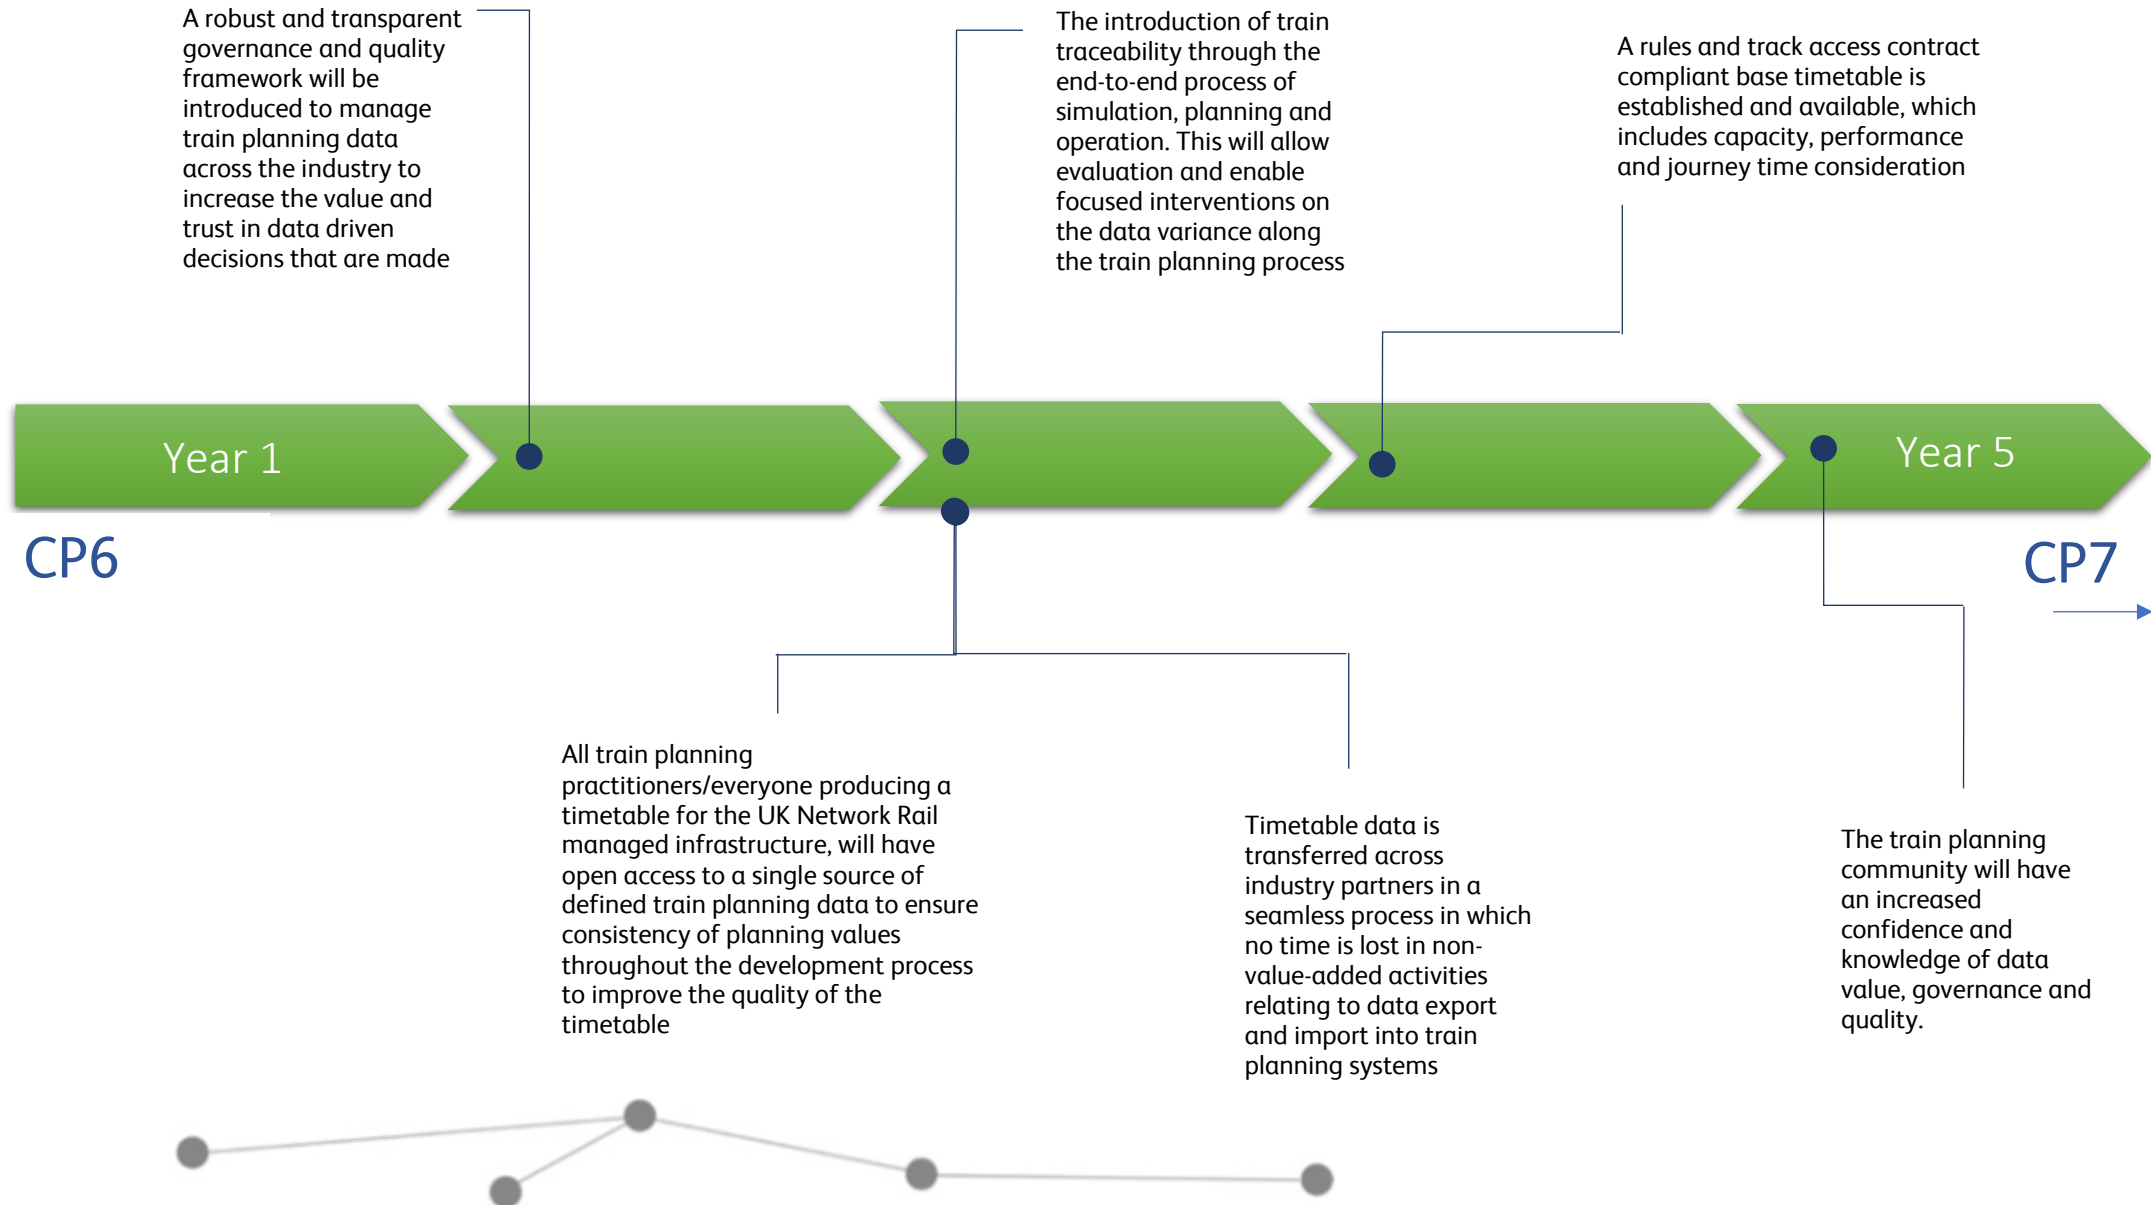 A robust and transparent
governance and quality
framework will be
introduced to manage
train planning data
across the industry to
increase the value and
trust in data driven
decisions that are made
The introduction of train
traceability through the
end-to-end process of
simulation, planning and
operation. This will allow
evaluation and enable
focused interventions on
the data variance along
the train planning process
A rules and track access contract
compliant base timetable is
established and available, which
includes capacity, performance
and journey time consideration
Year 1
Year 5
CP6
CP7
All train planning
practitioners/everyone producing a
timetable for the UK Network Rail
managed infrastructure, will have
open access to a single source of
defined train planning data to ensure
consistency of planning values
throughout the development process
to improve the quality of the
timetable
Timetable data is
transferred across
industry partners in a
seamless process in which
no time is lost in non-
value-added activities
relating to data export
and import into train
planning systems
The train planning
community will have
an increased
confidence and
knowledge of data
value, governance and
quality.